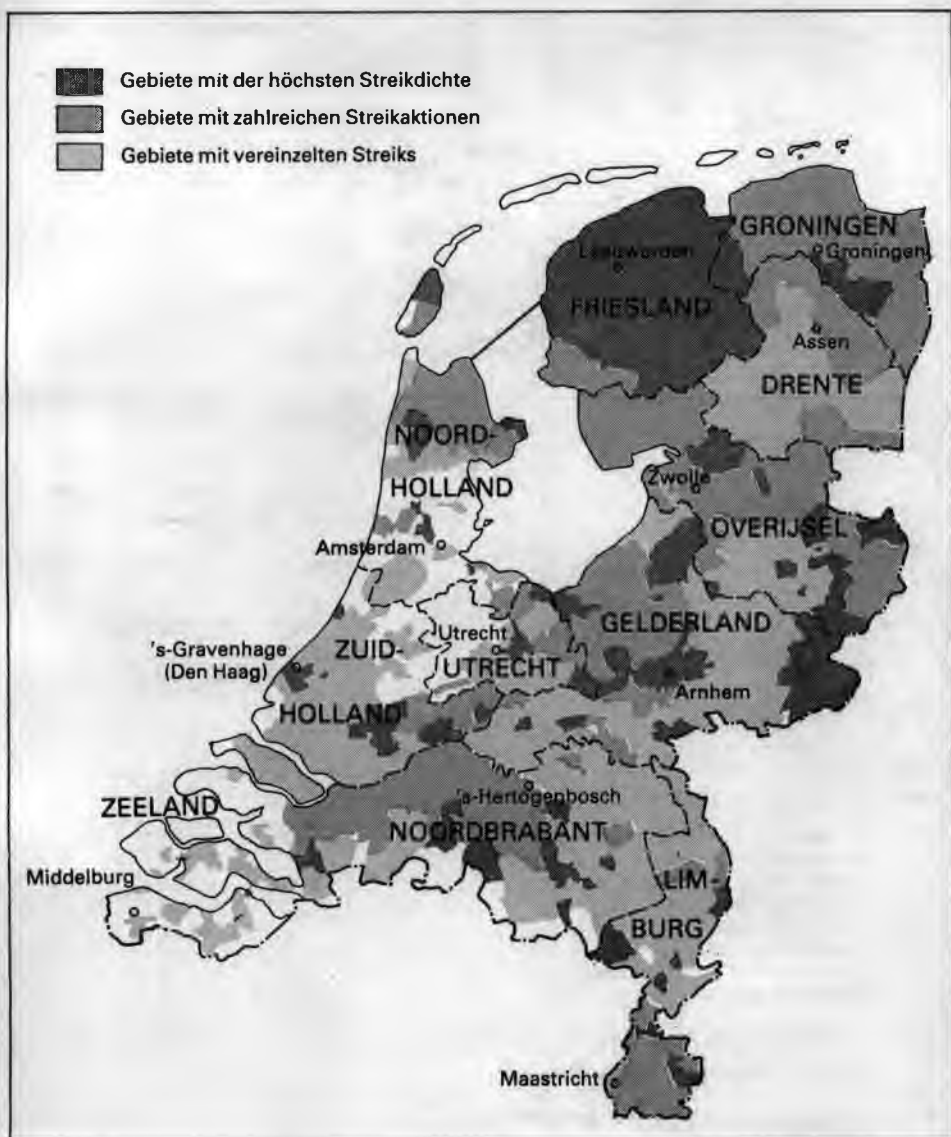 Gebiete mit der höchsten Streikdichte
Gebiete mit zahlreichen Streikaktionen
Gebiete mit vereinzelten Streiks
GRONINGEN
Groningen
Leeuwarden
FRIESLAND
Assen
DRENTE
NOORD-
HOLLAND
Zwolle
OVERIJSEL
Amsterdam
GELDERLAND
's-Gravenhage
(Den Haag)
ZUID-
HOLLAND
Utrecht
UTRECHT
Arnhem
's-Hertogenbosch
ZEELAND
NOORDBRABANT
Middelburg
LIM-
BURG
Maastricht